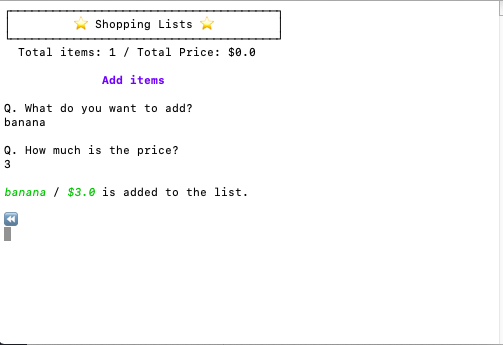 ⭐ Shopping Lists ⭐
Total items: 1 / Total Price: $0.0
Add items
Q. What do you want to add?
banana
Q. How much is the price?
3
banana / $3.0 is added to the list.
⏪